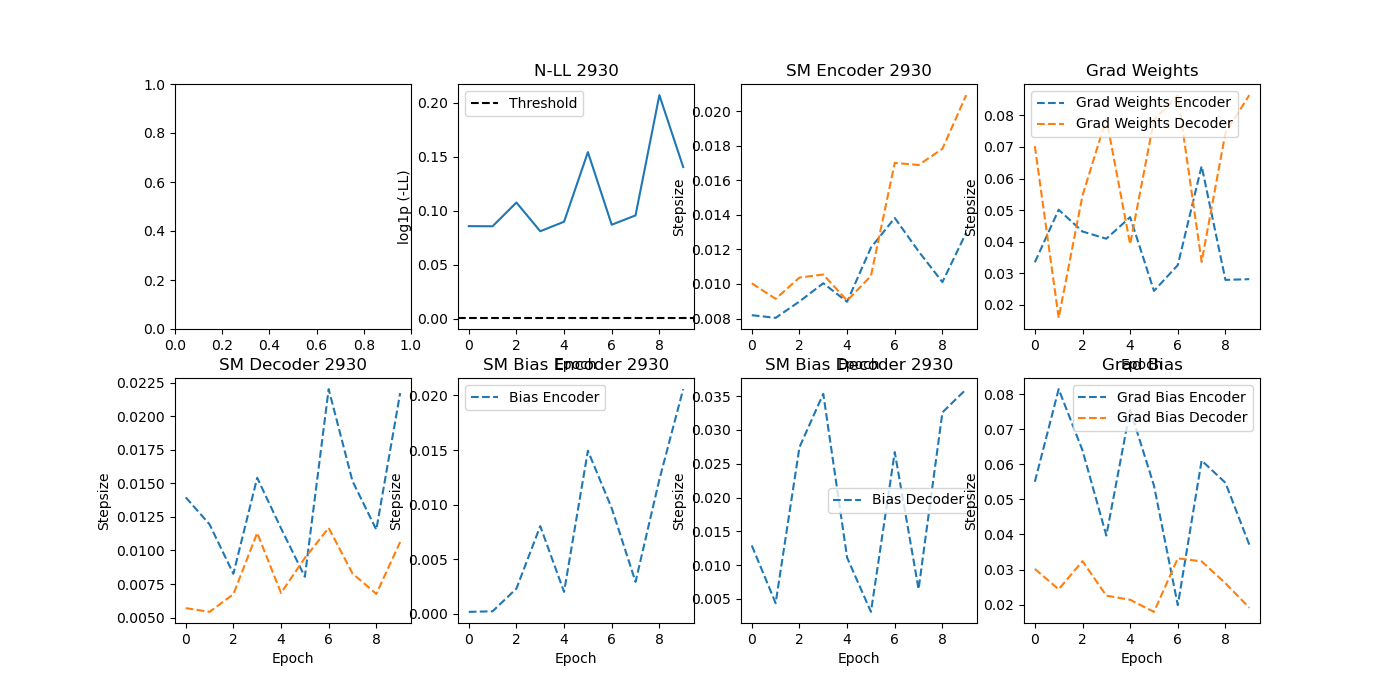 N-LL 2930
SM Encoder 2930
Grad Weights
1.0
0.8
0.6
0.4
0.2
0.0
0.0 0.2 0.4 0.6 0.8 1.0
log1p (-LL)
0.20
0.15
0.10
0.05
0.00
Threshold
0 2 4 6 8
Epoch
Stepsize
0.020
0.018
0.016
0.014
0.012
0.010
0.008
0 2 4 6 8
Epoch
Stepsize
0.08
0.07
0.06
0.05
0.04
0.03
0.02
Grad Weights Encoder
Grad Weights Decoder
0 2 4 6 8
Epoch
SM Decoder 2930
SM Bias Encoder 2930
SM Bias Decoder 2930
Grad Bias
Stepsize
0.0225
0.0200
0.0175
0.0150
0.0125
0.0100
0.0075
0.0050
0 2 4 6 8
Epoch
Stepsize
0.020
0.015
0.010
0.005
0.000
Bias Encoder
0 2 4 6 8
Epoch
Stepsize
0.035
0.030
0.025
0.020
0.015
0.010
0.005
Bias Decoder
0 2 4 6 8
Epoch
0.08
0.07
0.06
0.05
0.04
0.03
0.02
Grad Bias Encoder
Grad Bias Decoder
0 2 4 6 8
Epoch